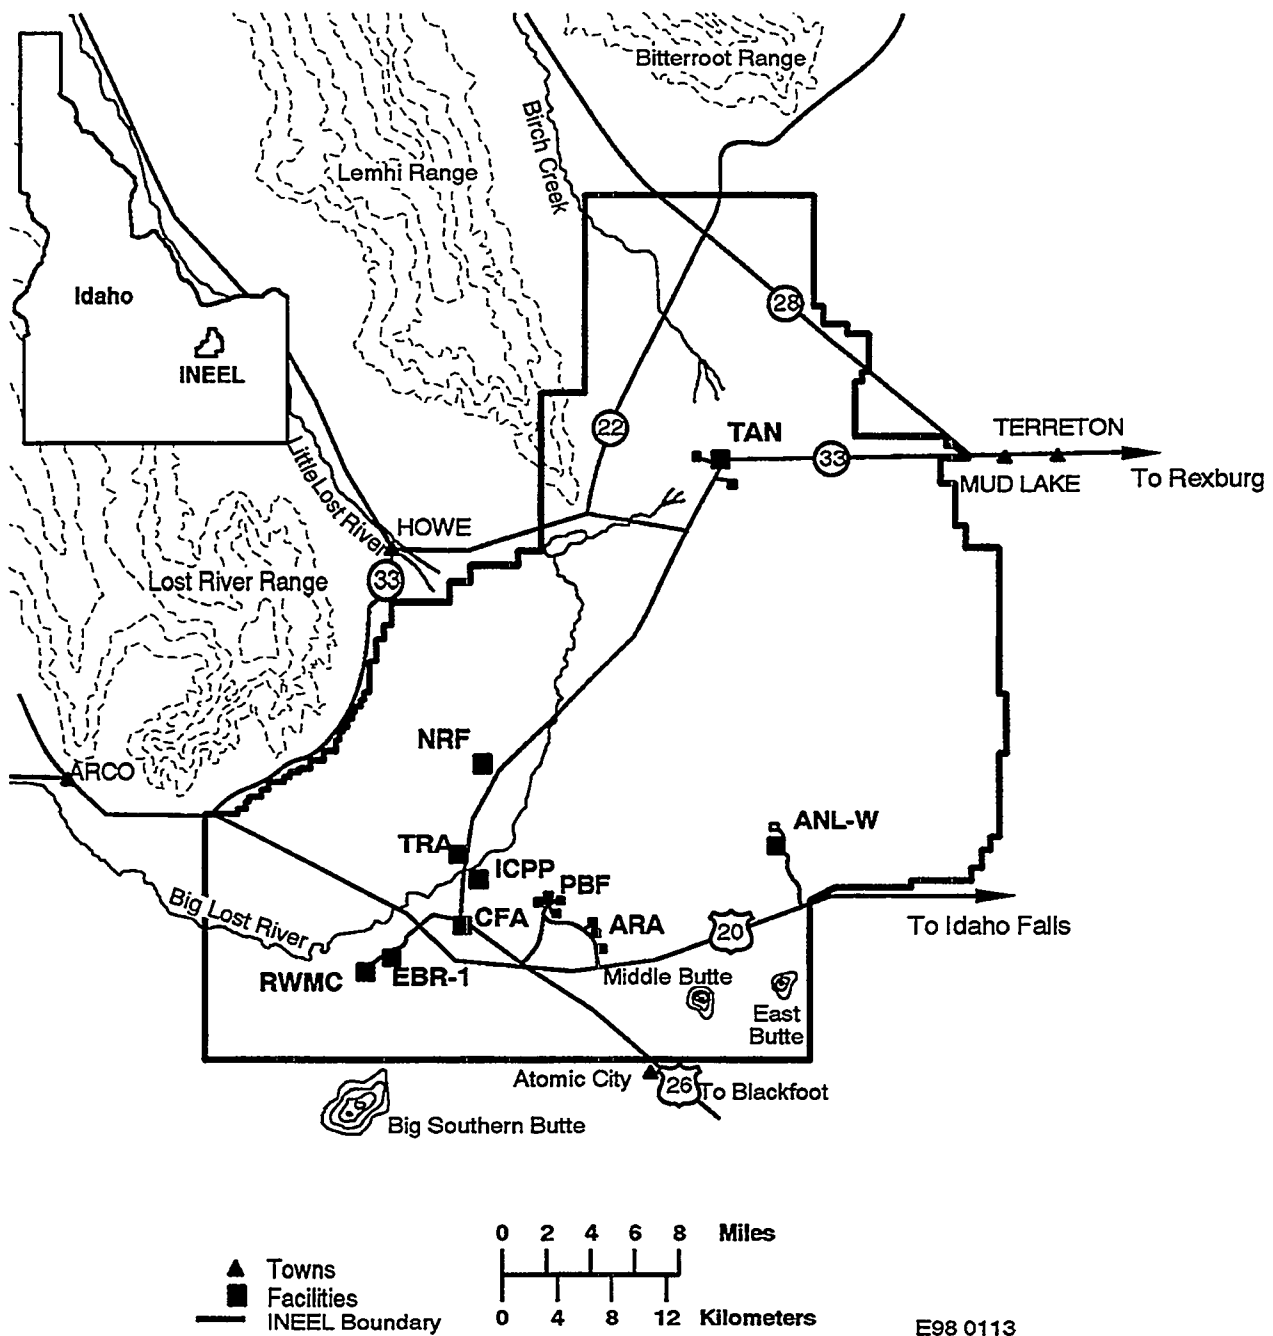 Bitterroot Range
Birch Creek
Lemhi Range
Idaho
INEEL
28
22
TAN
33
TERRETON
MUD LAKE
To Rexburg
Little Lost River
HOWE
33
Lost River Range
NRF
ARCO
ANL-W
TRA
ICPP
PBF
Big Lost River
CFA
ARA
20
To Idaho Falls
RWMC
EBR-1
Middle Butte
East
Butte
Atomic City
26
To Blackfoot
Big Southern Butte
0 2 4 6 8 Miles
Towns
Facilities
INEEL Boundary
0 4 8 12 Kilometers
E98 0113